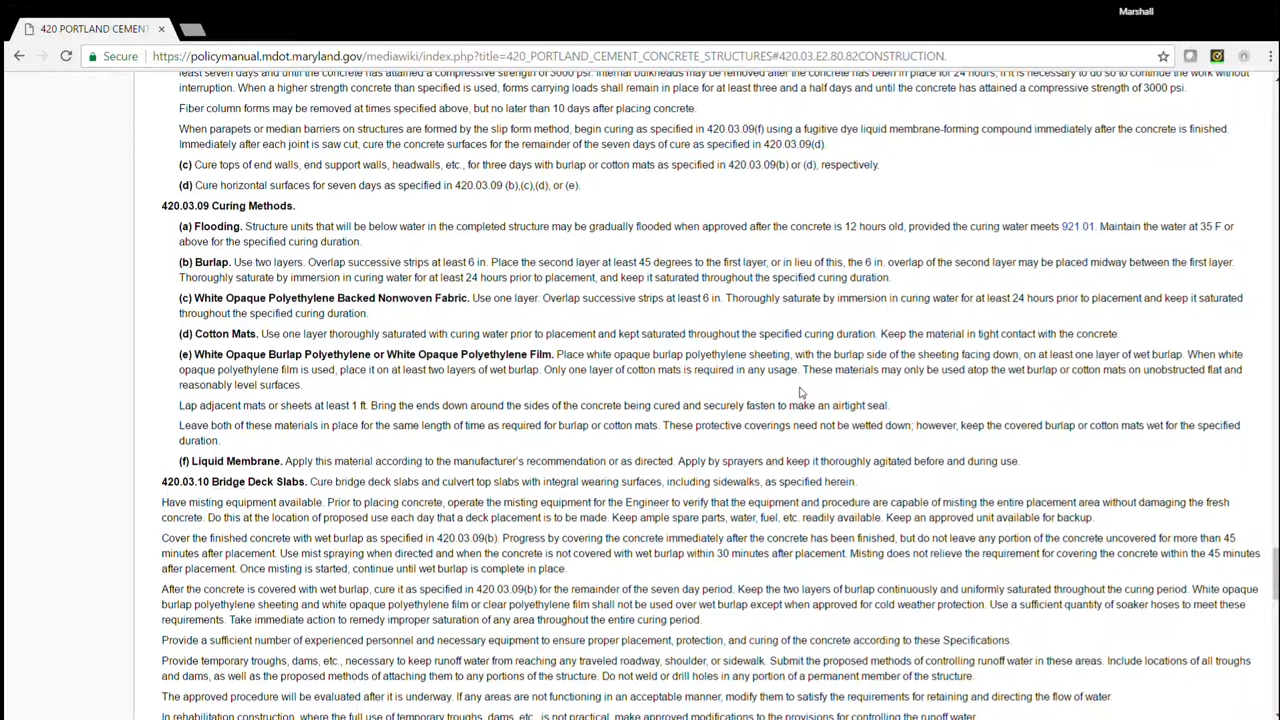 Marshall
420 PORTLAND CEMENT
Secure
https://policymanual.mdot.maryland.gov/mediawiki/index.php?title=420_PORTLAND_CEMENT_CONCRETE_STRUCTURES#420.03.E2.80.82CONSTRUCTION.
least seven days and until the concrete has attained a compressive strength of 3000 psi. Internal bulkheads may be removed after the concrete has been in place for 24 hours, if it is necessary to do so to continue the work without
interruption. When a higher strength concrete than specified is used, forms carrying loads shall remain in place for at least three and a half days and until the concrete has attained a compressive strength of 3000 psi.
Fiber column forms may be removed at times specified above, but no later than 10 days after placing concrete.
When parapets or median barriers on structures are formed by the slip form method, begin curing as specified in 420.03.09(f) using a fugitive dye liquid membrane-forming compound immediately after the concrete is finished.
Immediately after each joint is saw cut, cure the concrete surfaces for the remainder of the seven days of cure as specified in 420.03.09(d).
(c) Cure tops of end walls, end support walls, headwalls, etc., for three days with burlap or cotton mats as specified in 420.03.09(b) or (d), respectively.
(d) Cure horizontal surfaces for seven days as specified in 420.03.09 (b),(c),(d), or (e).
420.03.09 Curing Methods.
(a) Flooding. Structure units that will be below water in the completed structure may be gradually flooded when approved after the concrete is 12 hours old, provided the curing water meets 921.01. Maintain the water at 35 F or
above for the specified curing duration.
(b) Burlap. Use two layers. Overlap successive strips at least 6 in. Place the second layer at least 45 degrees to the first layer, or in lieu of this, the 6 in. overlap of the second layer may be placed midway between the first layer.
Thoroughly saturate by immersion in curing water for at least 24 hours prior to placement, and keep it saturated throughout the specified curing duration.
(c) White Opaque Polyethylene Backed Nonwoven Fabric. Use one layer. Overlap successive strips at least 6 in. Thoroughly saturate by immersion in curing water for at least 24 hours prior to placement and keep it saturated
throughout the specified curing duration.
(d) Cotton Mats. Use one layer thoroughly saturated with curing water prior to placement and kept saturated throughout the specified curing duration. Keep the material in tight contact with the concrete.
(e) White Opaque Burlap Polyethylene or White Opaque Polyethylene Film. Place white opaque burlap polyethylene sheeting, with the burlap side of the sheeting facing down, on at least one layer of wet burlap. When white
opaque polyethylene film is used, place it on at least two layers of wet burlap. Only one layer of cotton mats is required in any usage. These materials may only be used atop the wet burlap or cotton mats on unobstructed flat and
reasonably level surfaces.
Lap adjacent mats or sheets at least 1 ft. Bring the ends down around the sides of the concrete being cured and securely fasten to make an airtight seal.
Leave both of these materials in place for the same length of time as required for burlap or cotton mats. These protective coverings need not be wetted down; however, keep the covered burlap or cotton mats wet for the specified
duration.
(f) Liquid Membrane. Apply this material according to the manufacturer's recommendation or as directed. Apply by sprayers and keep it thoroughly agitated before and during use.
420.03.10 Bridge Deck Slabs. Cure bridge deck slabs and culvert top slabs with integral wearing surfaces, including sidewalks, as specified herein.
Have misting equipment available. Prior to placing concrete, operate the misting equipment for the Engineer to verify that the equipment and procedure are capable of misting the entire placement area without damaging the fresh
concrete. Do this at the location of proposed use each day that a deck placement is to be made. Keep ample spare parts, water, fuel, etc. readily available. Keep an approved unit available for backup.
Cover the finished concrete with wet burlap as specified in 420.03.09(b). Progress by covering the concrete immediately after the concrete has been finished, but do not leave any portion of the concrete uncovered for more than 45
minutes after placement. Use mist spraying when directed and when the concrete is not covered with wet burlap within 30 minutes after placement. Misting does not relieve the requirement for covering the concrete within the 45 minutes
after placement. Once misting is started, continue until wet burlap is complete in place.
After the concrete is covered with wet burlap, cure it as specified in 420.03.09(b) for the remainder of the seven day period. Keep the two layers of burlap continuously and uniformly saturated throughout the curing period. White opaque
burlap polyethylene sheeting and white opaque polyethylene film or clear polyethylene film shall not be used over wet burlap except when approved for cold weather protection. Use a sufficient quantity of soaker hoses to meet these
requirements. Take immediate action to remedy improper saturation of any area throughout the entire curing period.
Provide a sufficient number of experienced personnel and necessary equipment to ensure proper placement, protection, and curing of the concrete according to these Specifications.
Provide temporary troughs, dams, etc., necessary to keep runoff water from reaching any traveled roadway, shoulder, or sidewalk. Submit the proposed methods of controlling runoff water in these areas. Include locations of all troughs
and dams, as well as the proposed methods of attaching them to any portions of the structure. Do not weld or drill holes in any portion of a permanent member of the structure.
The approved procedure will be evaluated after it is underway. If any areas are not functioning in an acceptable manner, modify them to satisfy the requirements for retaining and directing the flow of water.
In rehabilitation construction, where the full use of temporary troughs, dams, etc., is not practical, make approved modifications to the provisions for controlling the runoff water.